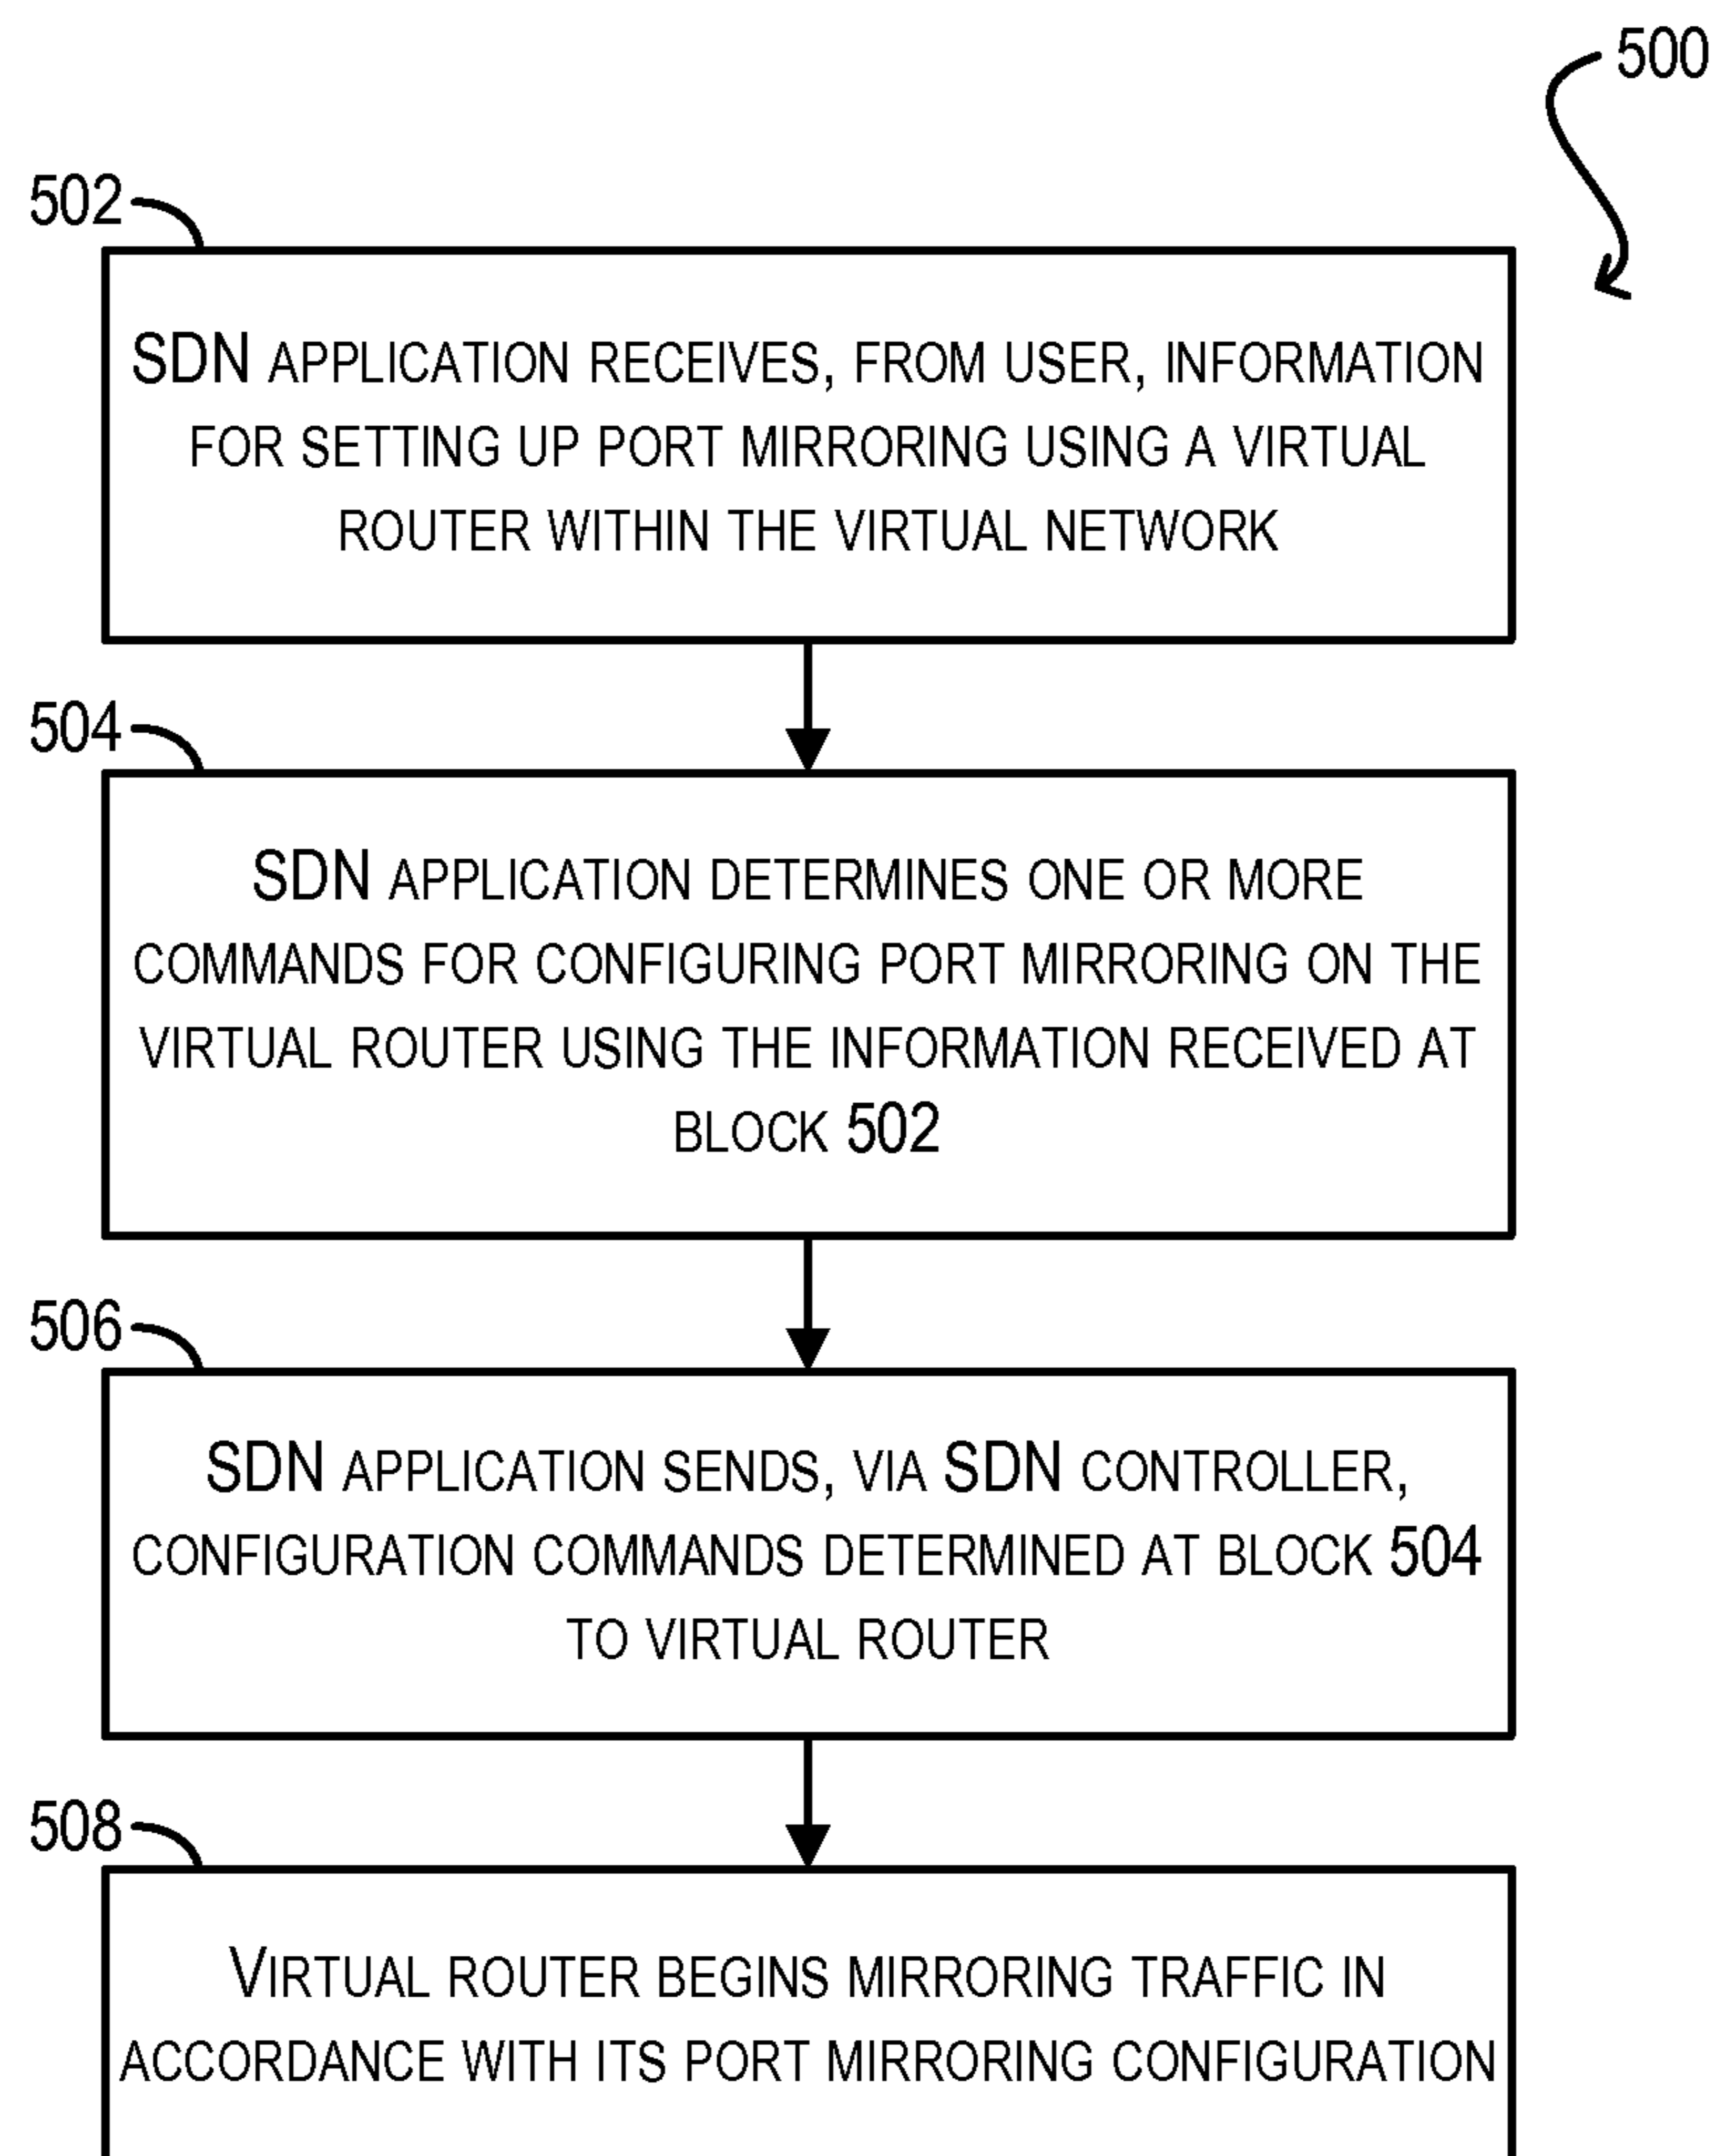 500
502
SDN APPLICATION RECEIVES, FROM USER, INFORMATION
FOR SETTING UP PORT MIRRORING USING A VIRTUAL
ROUTER WITHIN THE VIRTUAL NETWORK
504
SDN APPLICATION DETERMINES ONE OR MORE
COMMANDS FOR CONFIGURING PORT MIRRORING ON THE
VIRTUAL ROUTER USING THE INFORMATION RECEIVED AT
BLOCK 502
506
SDN APPLICATION SENDS, VIA SDN CONTROLLER,
CONFIGURATION COMMANDS DETERMINED AT BLOCK 504
TO VIRTUAL ROUTER
508
VIRTUAL ROUTER BEGINS MIRRORING TRAFFIC IN
ACCORDANCE WITH ITS PORT MIRRORING CONFIGURATION